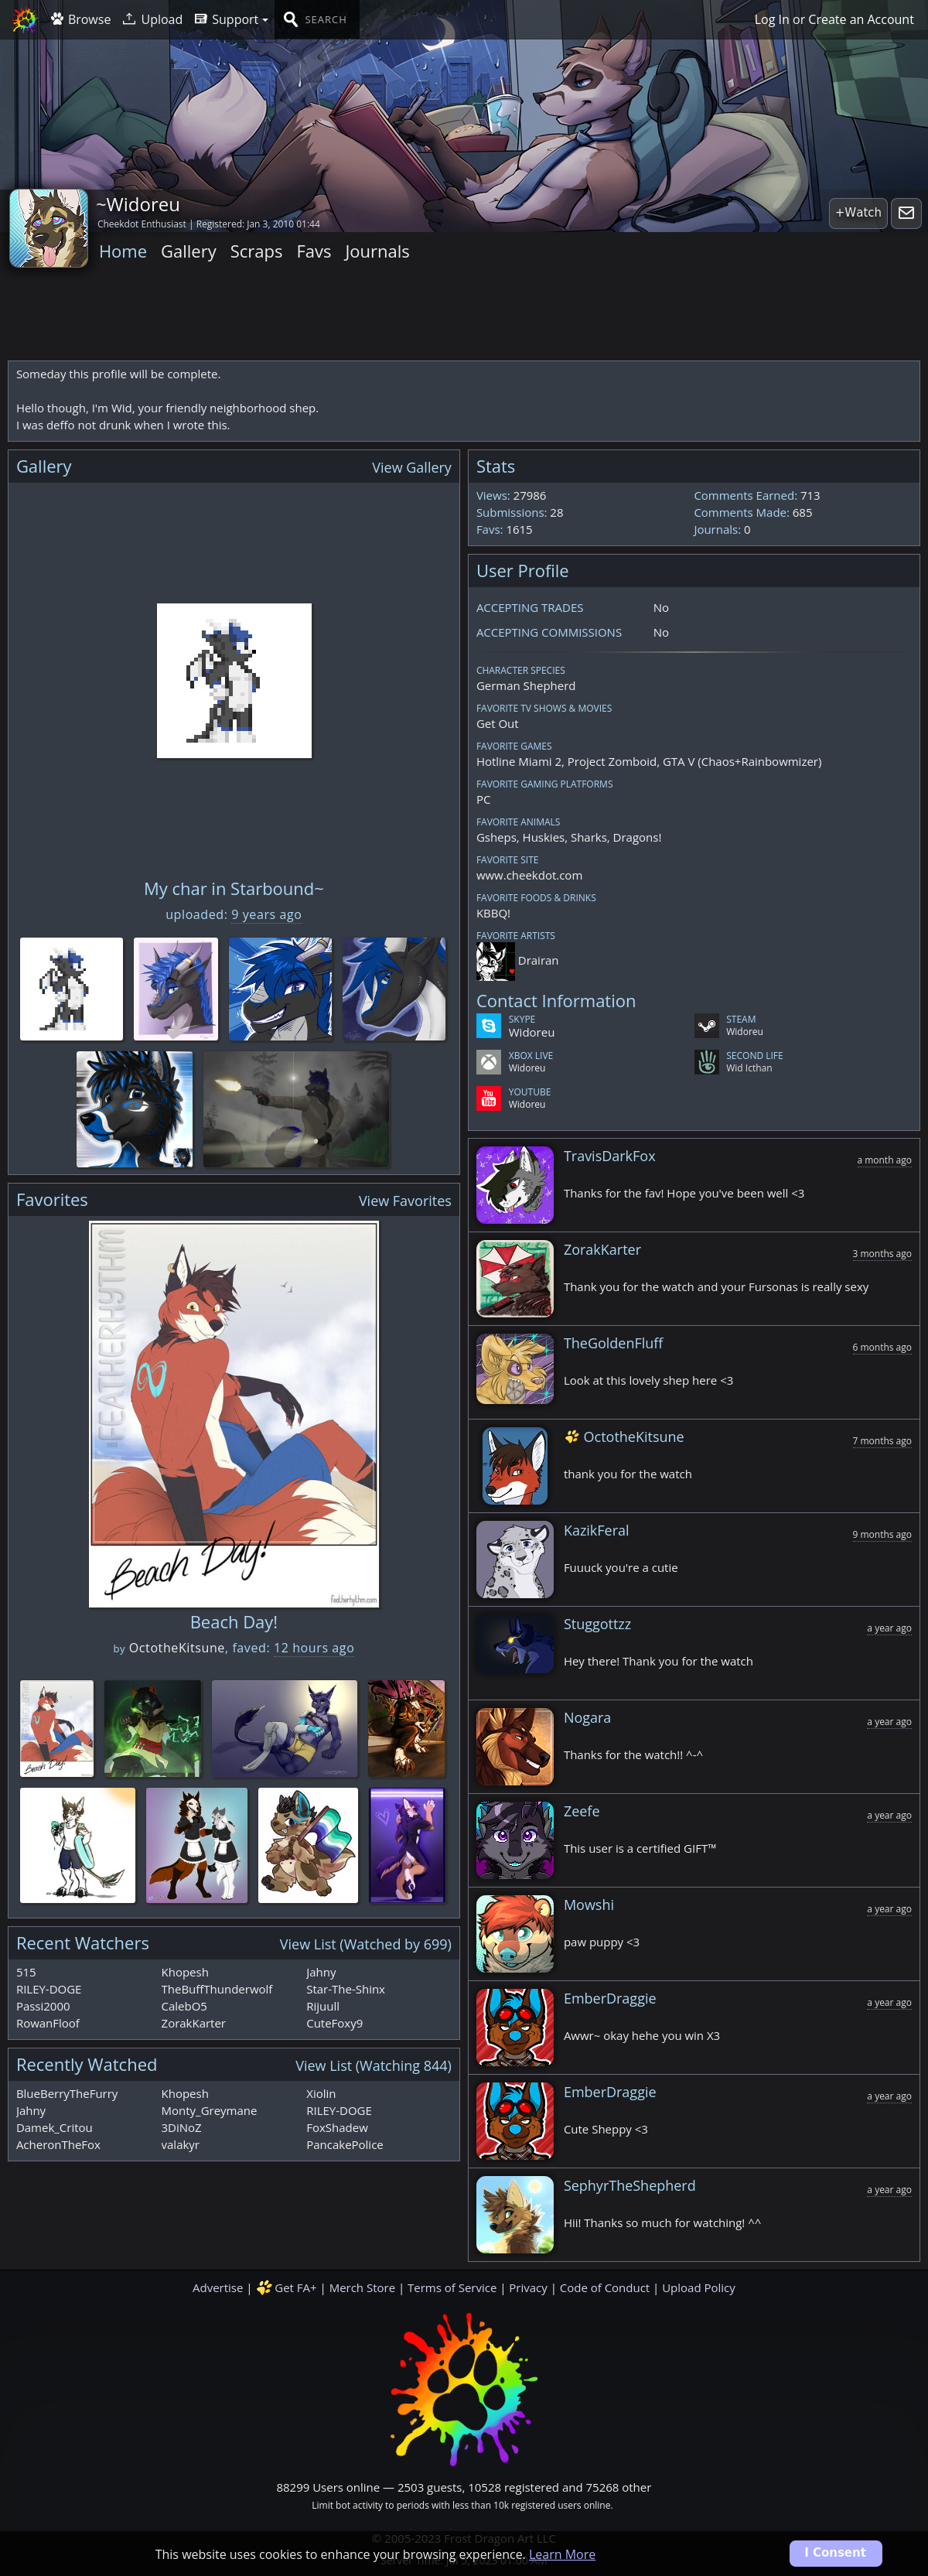 Browse Upload Support SEARCH Log In or Create an Account
~Widoreu
Cheekdot Enthusiast | Registered: Jan 3, 2010 01:44
+Watch
Home Gallery Scraps Favs Journals
Someday this profile will be complete.
Hello though, I'm Wid, your friendly neighborhood shep.
I was deffo not drunk when I wrote this.
Gallery View Gallery
My char in Starbound~
uploaded: 9 years ago
Favorites View Favorites
FEATHERHYTHM
Beach Day!
featherhythm.com
Beach Day!
by OctotheKitsune, faved: 12 hours ago
Beach Day!
Recent Watchers View List (Watched by 699)
515 Khopesh Jahny
RILEY-DOGE TheBuffThunderwolf Star-The-Shinx
Passi2000 CalebO5 Rijuull
RowanFloof ZorakKarter CuteFoxy9
Recently Watched View List (Watching 844)
BlueBerryTheFurry Khopesh Xiolin
Jahny Monty_Greymane RILEY-DOGE
Damek_Critou 3DiNoZ FoxShadew
AcheronTheFox valakyr PancakePolice
Stats
Views: 27986 Comments Earned: 713
Submissions: 28 Comments Made: 685
Favs: 1615 Journals: 0
User Profile
ACCEPTING TRADES No
ACCEPTING COMMISSIONS No
CHARACTER SPECIES
German Shepherd
FAVORITE TV SHOWS & MOVIES
Get Out
FAVORITE GAMES
Hotline Miami 2, Project Zomboid, GTA V (Chaos+Rainbowmizer)
FAVORITE GAMING PLATFORMS
PC
FAVORITE ANIMALS
Gsheps, Huskies, Sharks, Dragons!
FAVORITE SITE
www.cheekdot.com
FAVORITE FOODS & DRINKS
KBBQ!
FAVORITE ARTISTS
Drairan
Contact Information
SKYPE
Widoreu
STEAM
Widoreu
XBOX LIVE
Widoreu
SECOND LIFE
Wid Icthan
You Tube
YOUTUBE
Widoreu
TravisDarkFox a month ago
Thanks for the fav! Hope you've been well <3
ZorakKarter 3 months ago
Thank you for the watch and your Fursonas is really sexy
TheGoldenFluff 6 months ago
Look at this lovely shep here <3
OctotheKitsune 7 months ago
thank you for the watch
KazikFeral 9 months ago
Fuuuck you're a cutie
Stuggottzz a year ago
Hey there! Thank you for the watch
Nogara a year ago
Thanks for the watch!! ^-^
Zeefe a year ago
This user is a certified GIFT™
Mowshi a year ago
paw puppy <3
EmberDraggie a year ago
Awwr~ okay hehe you win X3
EmberDraggie a year ago
Cute Sheppy <3
SephyrTheShepherd a year ago
Hii! Thanks so much for watching! ^^
Advertise | Get FA+ | Merch Store | Terms of Service | Privacy | Code of Conduct | Upload Policy
88299 Users online — 2503 guests, 10528 registered and 75268 other
Limit bot activity to periods with less than 10k registered users online.
© 2005-2023 Frost Dragon Art LLC
This website uses cookies to enhance your browsing experience. Learn More
I Consent